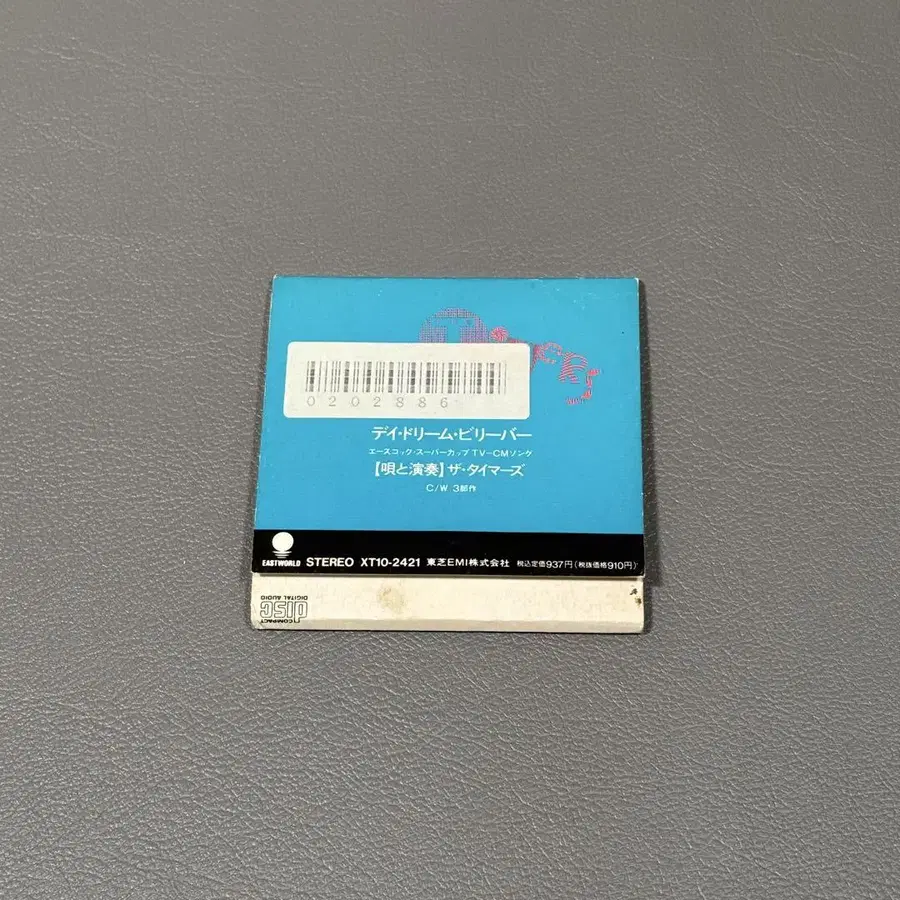 0202886
デイ・ドリーム・ビリーバー
エースコック・スーパーカップTV-CMソング
【唄と演奏】ザ・タイマーズ
C/W 3部作
EASTWORLD STEREO XT10-2421 東芝EMI株式会社 税込定価937円(税抜価格910円)
COMPACT
disc
DIGITAL AUDIO